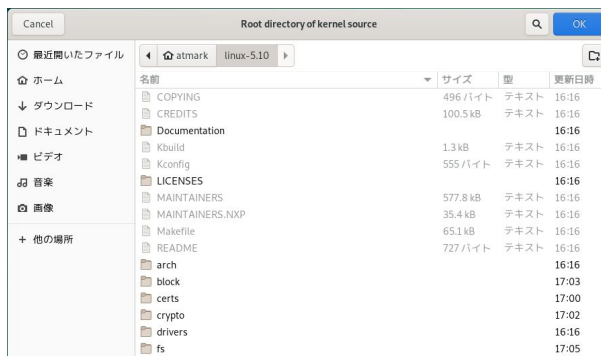 Cancel Root directory of kernel source OK
最近開いたファイル atmark linux-5.10
ホーム
ダウンロード
ドキュメント
ビデオ
音楽
画像
+ 他の場所
名前 サイズ 型 更新日時
COPYING 496 バイト テキスト 16:16
CREDITS 100.5 kB テキスト 16:16
Documentation 16:16
Kbuild 1.3 kB テキスト 16:16
Kconfig 555 バイト テキスト 16:16
LICENSES 16:16
MAINTAINERS 577.8 kB テキスト 16:16
MAINTAINERS.NXP 35.4 kB テキスト 16:16
Makefile 65.1 kB テキスト 16:16
README 727 バイト テキスト 16:16
arch 16:16
block 17:03
certs 17:00
crypto 17:02
drivers 16:16
fs 17:05